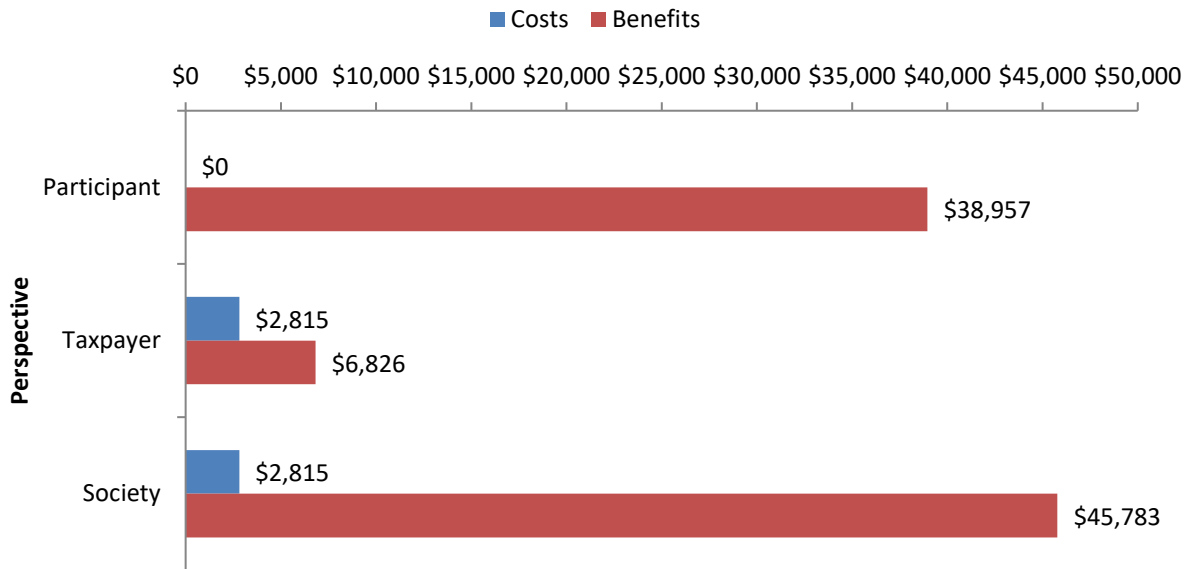 Costs Benefits
$0 $5,000 $10,000 $15,000 $20,000 $25,000 $30,000 $35,000 $40,000 $45,000 $50,000
$0
Participant
$38,957
Perspective
$2,815
Taxpayer
$6,826
$2,815
Society
$45,783